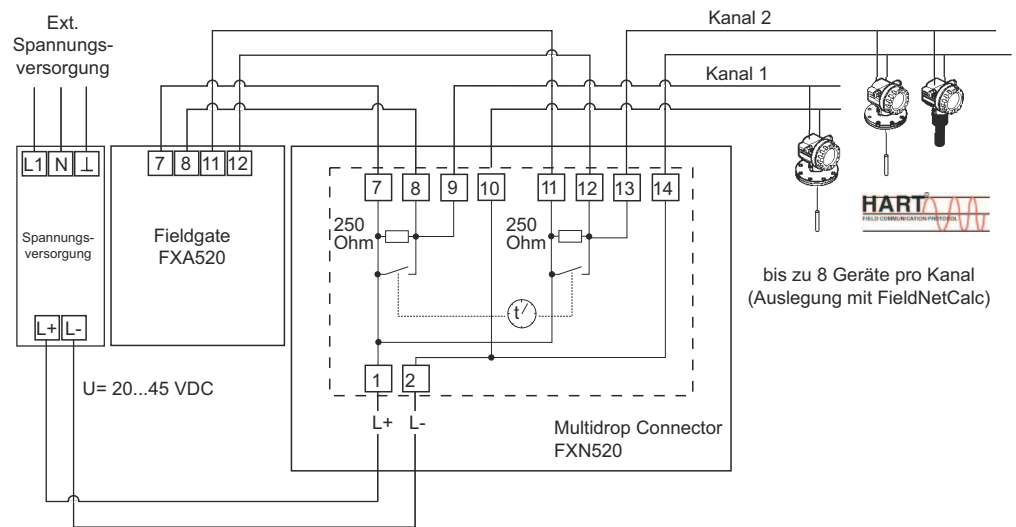 Ext.
Spannungs-
versorgung
Kanal 2
Kanal 1
L1 N ⊥
7 8 11 12
7 8 9 10 11 12 13 14
Spannungs-
versorgung
Fieldgate
FXA520
250
Ohm
250
Ohm
HART
FIELD COMMUNICATION PROTOCOL
bis zu 8 Geräte pro Kanal
(Auslegung mit FieldNetCalc)
t
L+ L-
1 2
U= 20...45 VDC
L+ L-
Multidrop Connector
FXN520